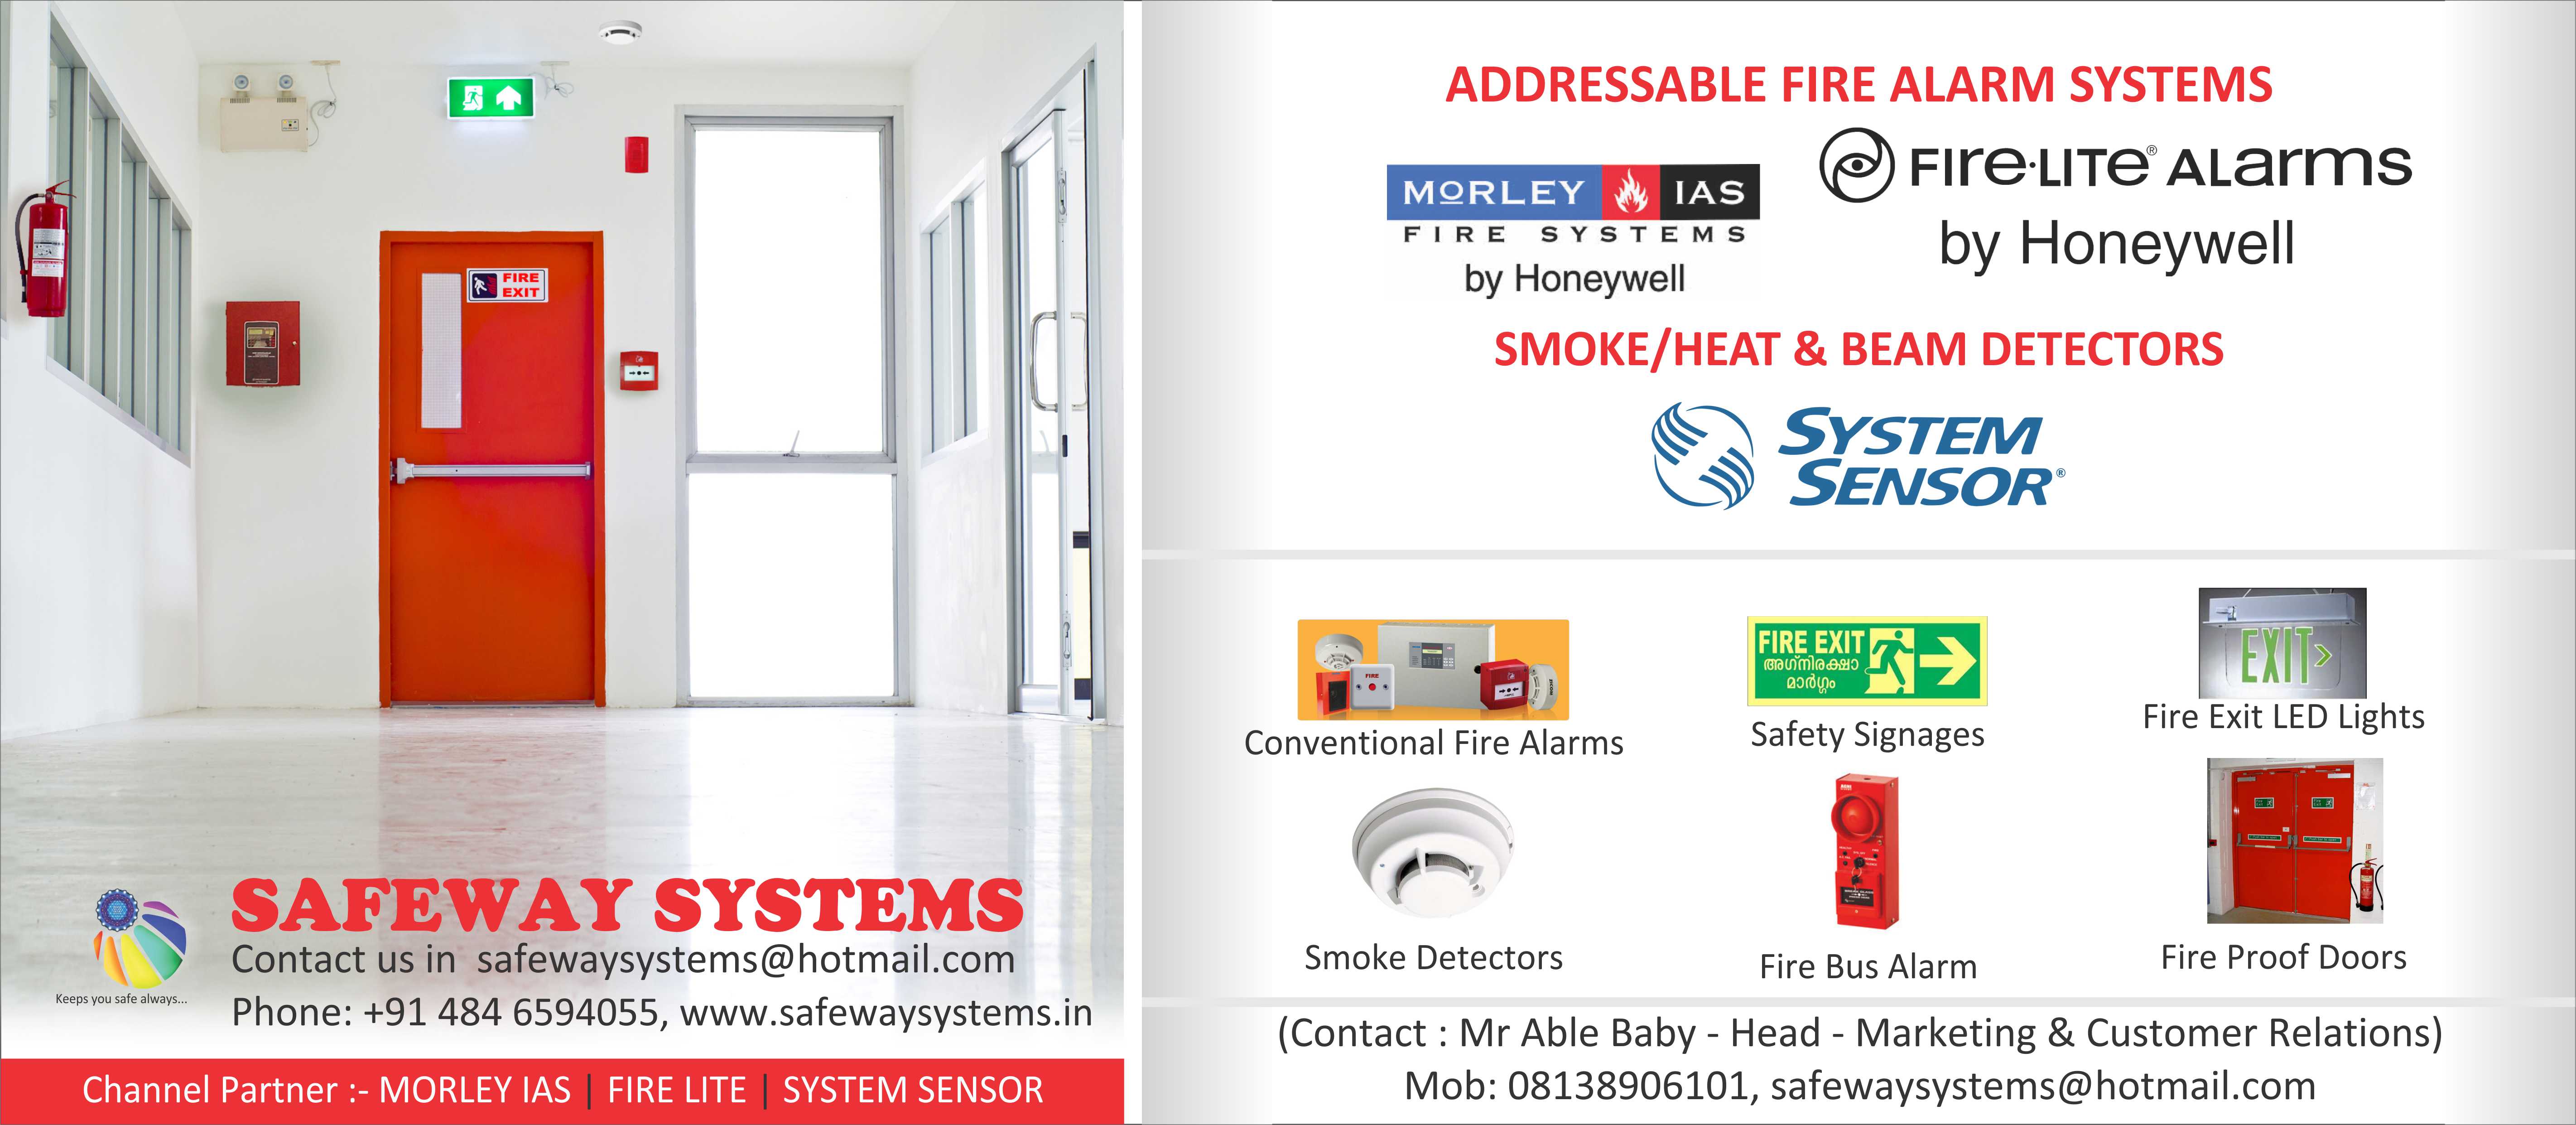 FIRE
EXIT
SAFEWAY SYSTEMS
Contact us in safewaysystems@hotmail.com
Keeps you safe always...
Phone: +91 484 6594055, www.safewaysystems.in
Channel Partner :- MORLEY IAS | FIRE LITE | SYSTEM SENSOR
ADDRESSABLE FIRE ALARM SYSTEMS
MORLEY IAS
FIRE SYSTEMS
by Honeywell
FIre·LITe® ALarms
by Honeywell
SMOKE/HEAT & BEAM DETECTORS
SYSTEM
SENSOR®
FIRE
Conventional Fire Alarms
FIRE EXIT
അഗ്നിരക്ഷാ
മാർഗ്ഗം
Safety Signages
EXIT
Fire Exit LED Lights
Smoke Detectors
Fire Bus Alarm
Fire Proof Doors
(Contact : Mr Able Baby - Head - Marketing & Customer Relations)
Mob: 08138906101, safewaysystems@hotmail.com